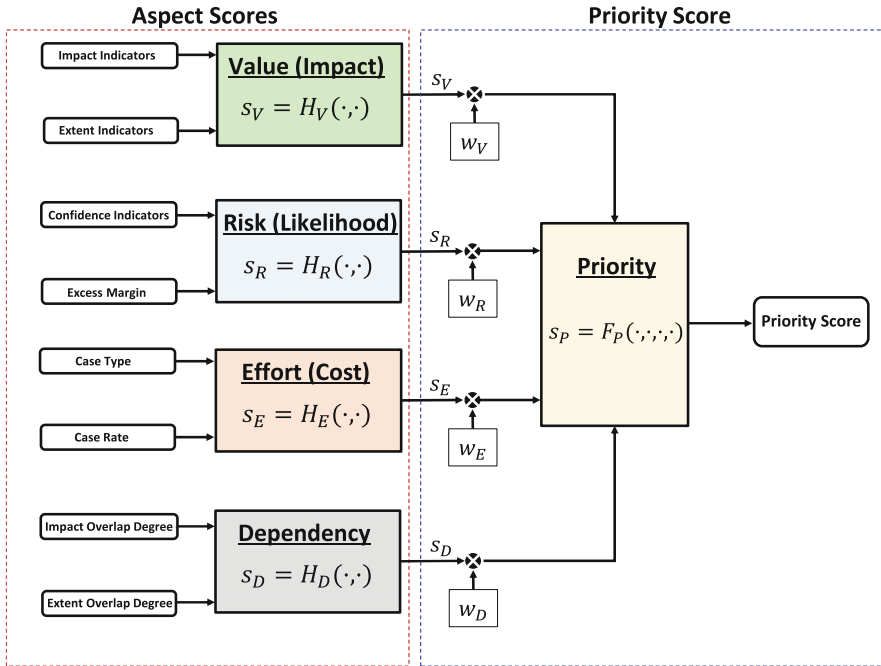 Aspect Scores
Priority Score
Impact Indicators
Extent Indicators
Value (Impact)
s_V = H_V(·,·)
s_V
w_V
Confidence Indicators
Excess Margin
Risk (Likelihood)
s_R = H_R(·,·)
s_R
w_R
Case Type
Case Rate
Effort (Cost)
s_E = H_E(·,·)
s_E
w_E
Impact Overlap Degree
Extent Overlap Degree
Dependency
s_D = H_D(·,·)
s_D
w_D
Priority
s_P = F_P(·,·,·,·)
Priority Score